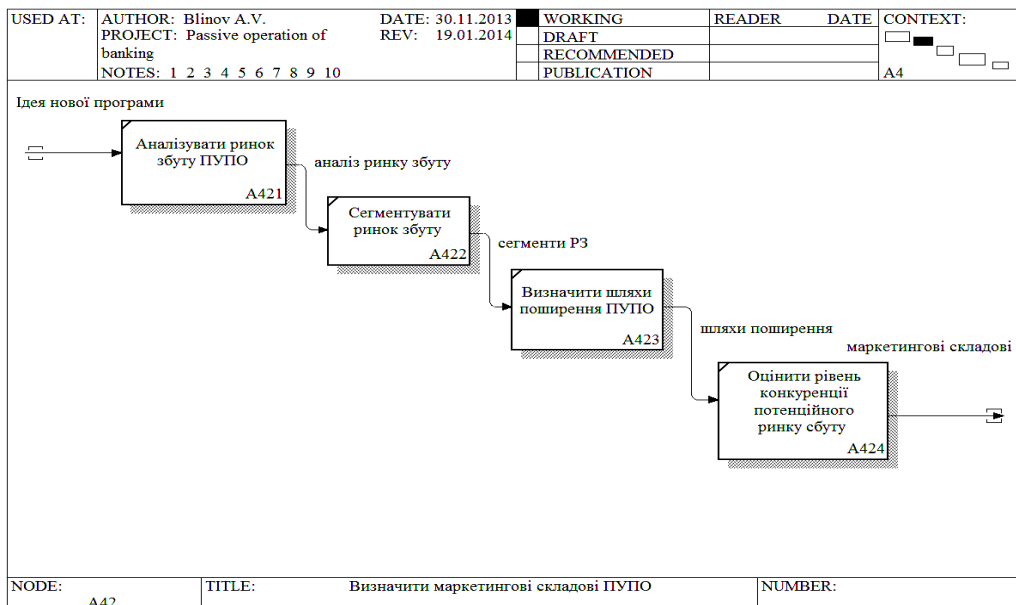 USED AT:
AUTHOR: Blinov A.V.
DATE: 30.11.2013
PROJECT: Passive operation of
banking
REV: 19.01.2014
NOTES: 1 2 3 4 5 6 7 8 9 10
WORKING
DRAFT
RECOMMENDED
PUBLICATION
READER DATE
CONTEXT:
A4
Ідея нової програми
Аналізувати ринок
збуту ПУПО
A421
аналіз ринку збуту
Сегментувати
ринок збуту
A422
сегменти РЗ
Визначити шляхи
поширення ПУПО
A423
шляхи поширення
маркетингові складові
Оцінити рівень
конкуренції
потенційного
ринку сбуту
A424
NODE:
A42
TITLE:
Визначити маркетингові складові ПУПО
NUMBER: